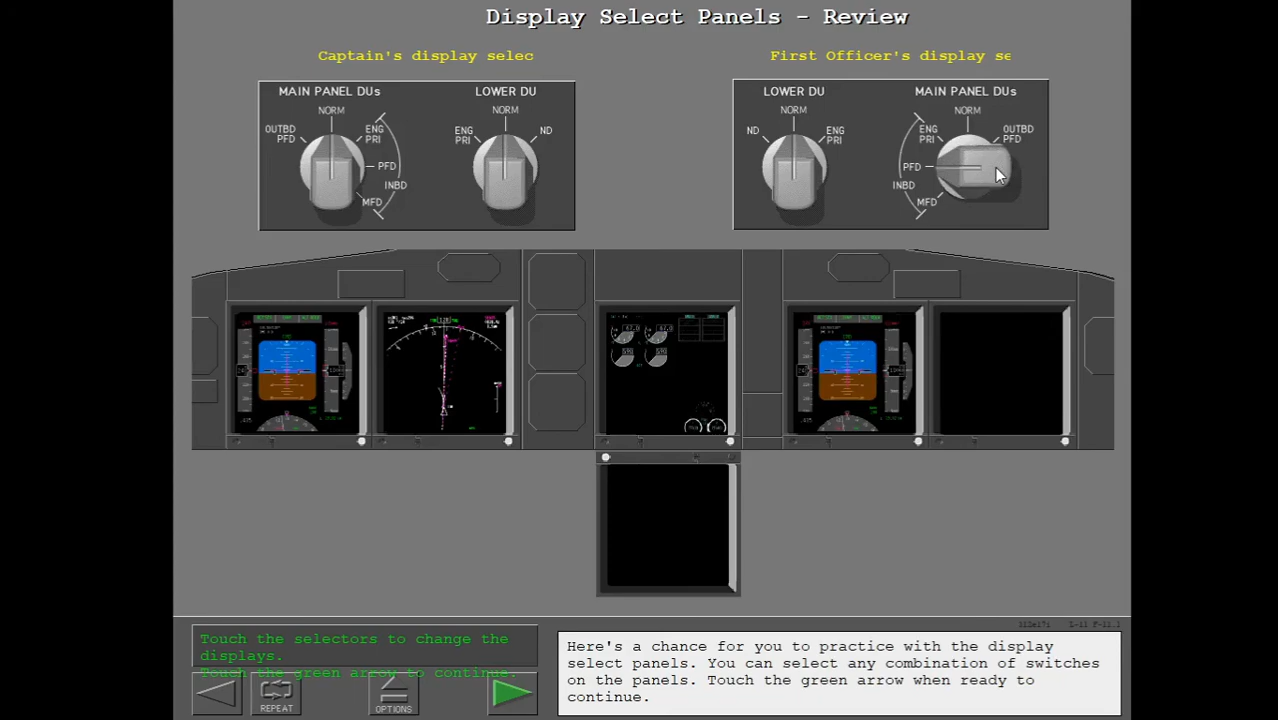 Display Select Panels - Review
Captain's display selec
First Officer's display se
MAIN PANEL DUs
LOWER DU
NORM
NORM
OUTBD
PFD
ENG
PRI
PFD
INBD
MFD
ENG
PRI
ND
LOWER DU
MAIN PANEL DUs
NORM
NORM
ND
ENG
PRI
ENG
PRI
OUTBD
PFD
PFD
INBD
MFD
Touch the selectors to change the
displays.
Touch the green arrow to continue.
REPEAT
OPTIONS
Here's a chance for you to practice with the display
select panels. You can select any combination of switches
on the panels. Touch the green arrow when ready to
continue.